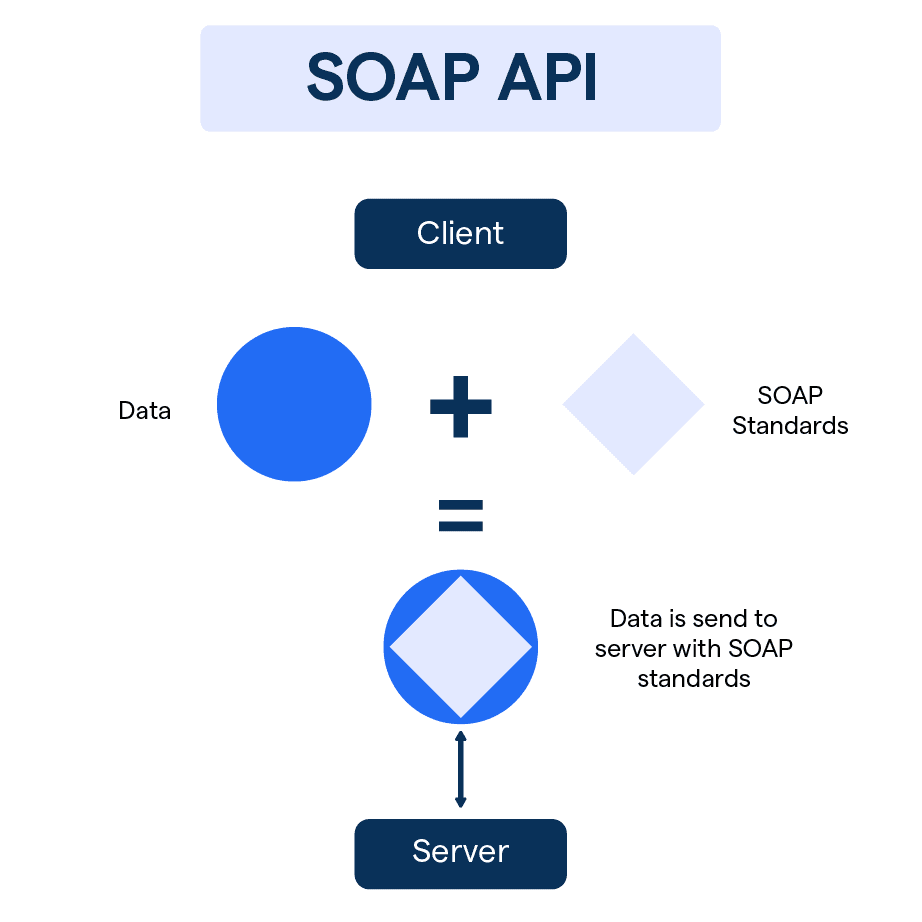 SOAP API
Client
Data
SOAP
Standards
Data is send to
server with SOAP
standards
Server